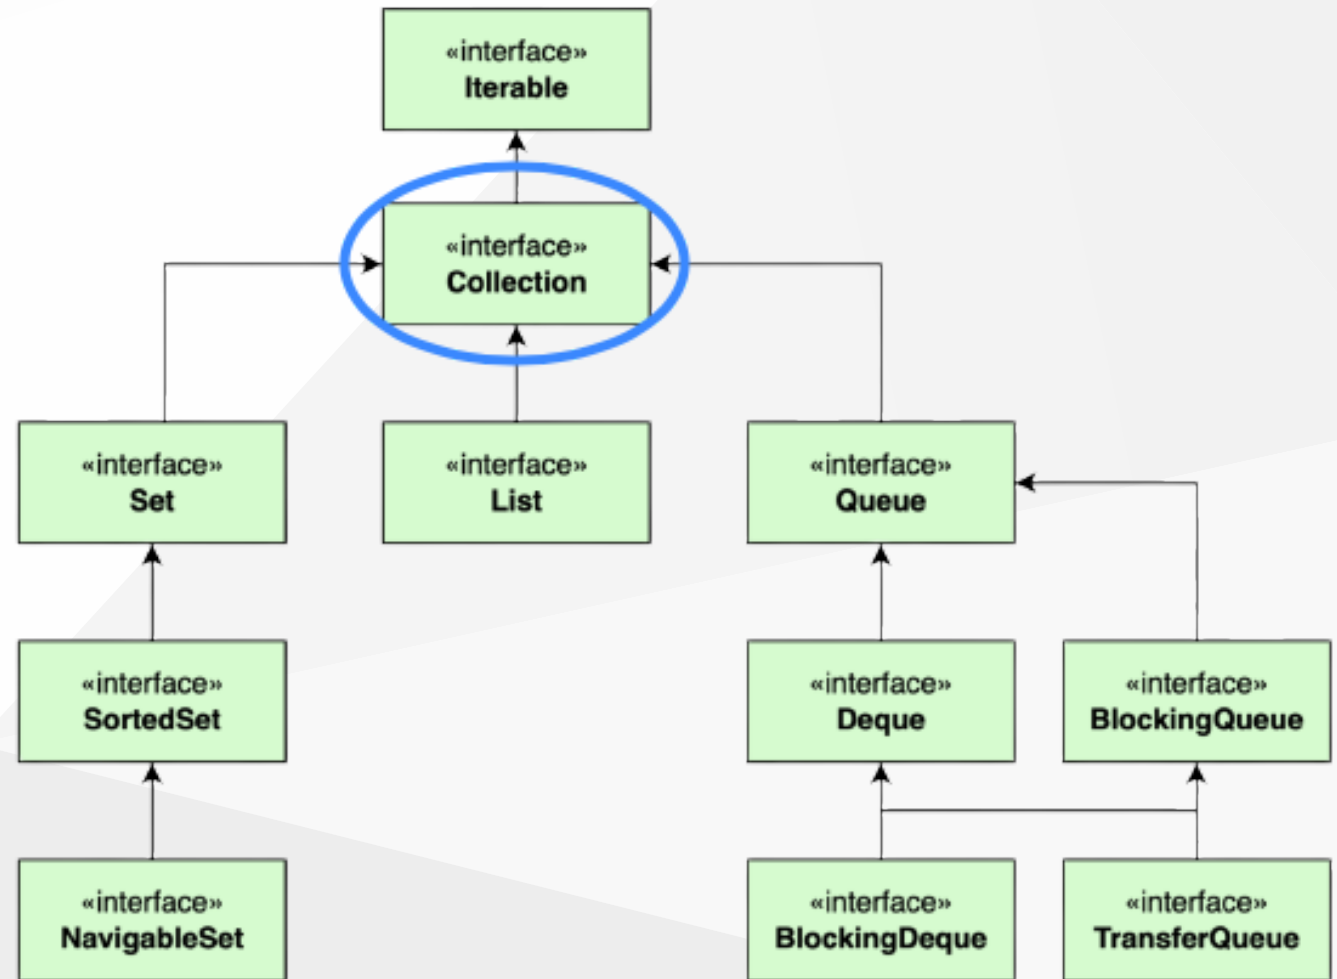 «interface»
Iterable
«interface»
Collection
«interface»
Set
«interface»
List
«interface»
Queue
«interface»
SortedSet
«interface»
Deque
«interface»
BlockingQueue
«interface»
NavigableSet
«interface»
BlockingDeque
«interface»
TransferQueue